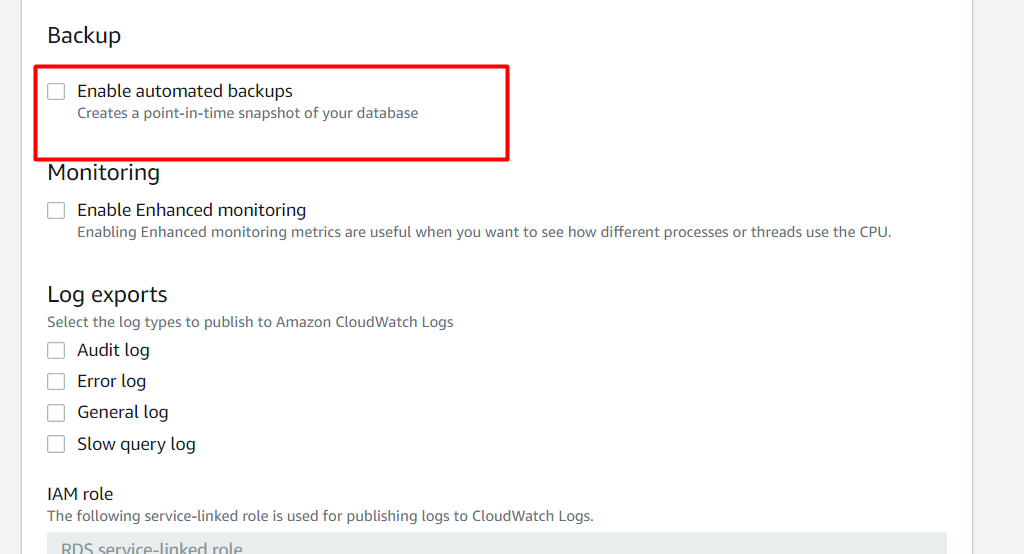 Backup
Enable automated backups
Creates a point-in-time snapshot of your database
Monitoring
Enable Enhanced monitoring
Enabling Enhanced monitoring metrics are useful when you want to see how different processes or threads use the CPU.
Log exports
Select the log types to publish to Amazon CloudWatch Logs
Audit log
Error log
General log
Slow query log
IAM role
The following service-linked role is used for publishing logs to CloudWatch Logs.
RDS service-linked role